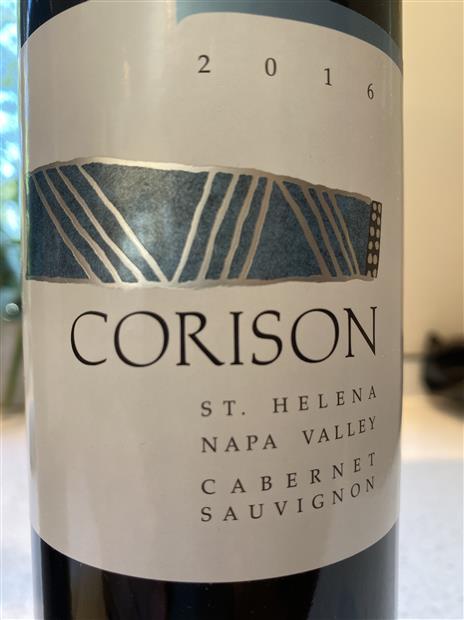 2016
CORISON
ST. HELENA
NAPA VALLEY
CABERNET
SAUVIGNON